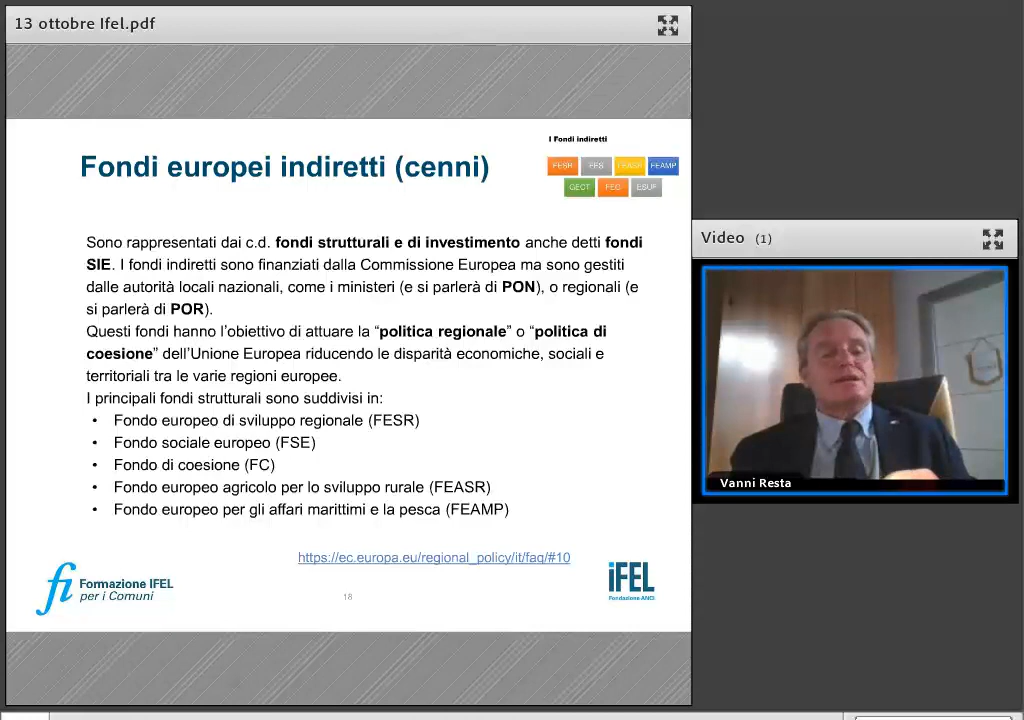 13 ottobre Ifel.pdf
I Fondi indiretti
Fondi europei indiretti (cenni)
FESR FES FEASR FEAMP
GECT FEG ESUF
Sono rappresentati dai c.d. fondi strutturali e di investimento anche detti fondi
SIE. I fondi indiretti sono finanziati dalla Commissione Europea ma sono gestiti
dalle autorità locali nazionali, come i ministeri (e si parlerà di PON), o regionali (e
si parlerà di POR).
Questi fondi hanno l'obiettivo di attuare la “politica regionale” o “politica di
coesione” dell'Unione Europea riducendo le disparità economiche, sociali e
territoriali tra le varie regioni europee.
I principali fondi strutturali sono suddivisi in:
• Fondo europeo di sviluppo regionale (FESR)
• Fondo sociale europeo (FSE)
• Fondo di coesione (FC)
• Fondo europeo agricolo per lo sviluppo rurale (FEASR)
• Fondo europeo per gli affari marittimi e la pesca (FEAMP)
https://ec.europa.eu/regional_policy/it/faq/#10
fi Formazione IFEL
per i Comuni
18
iFEL
Fondazione ANCI
Video (1)
Vanni Resta